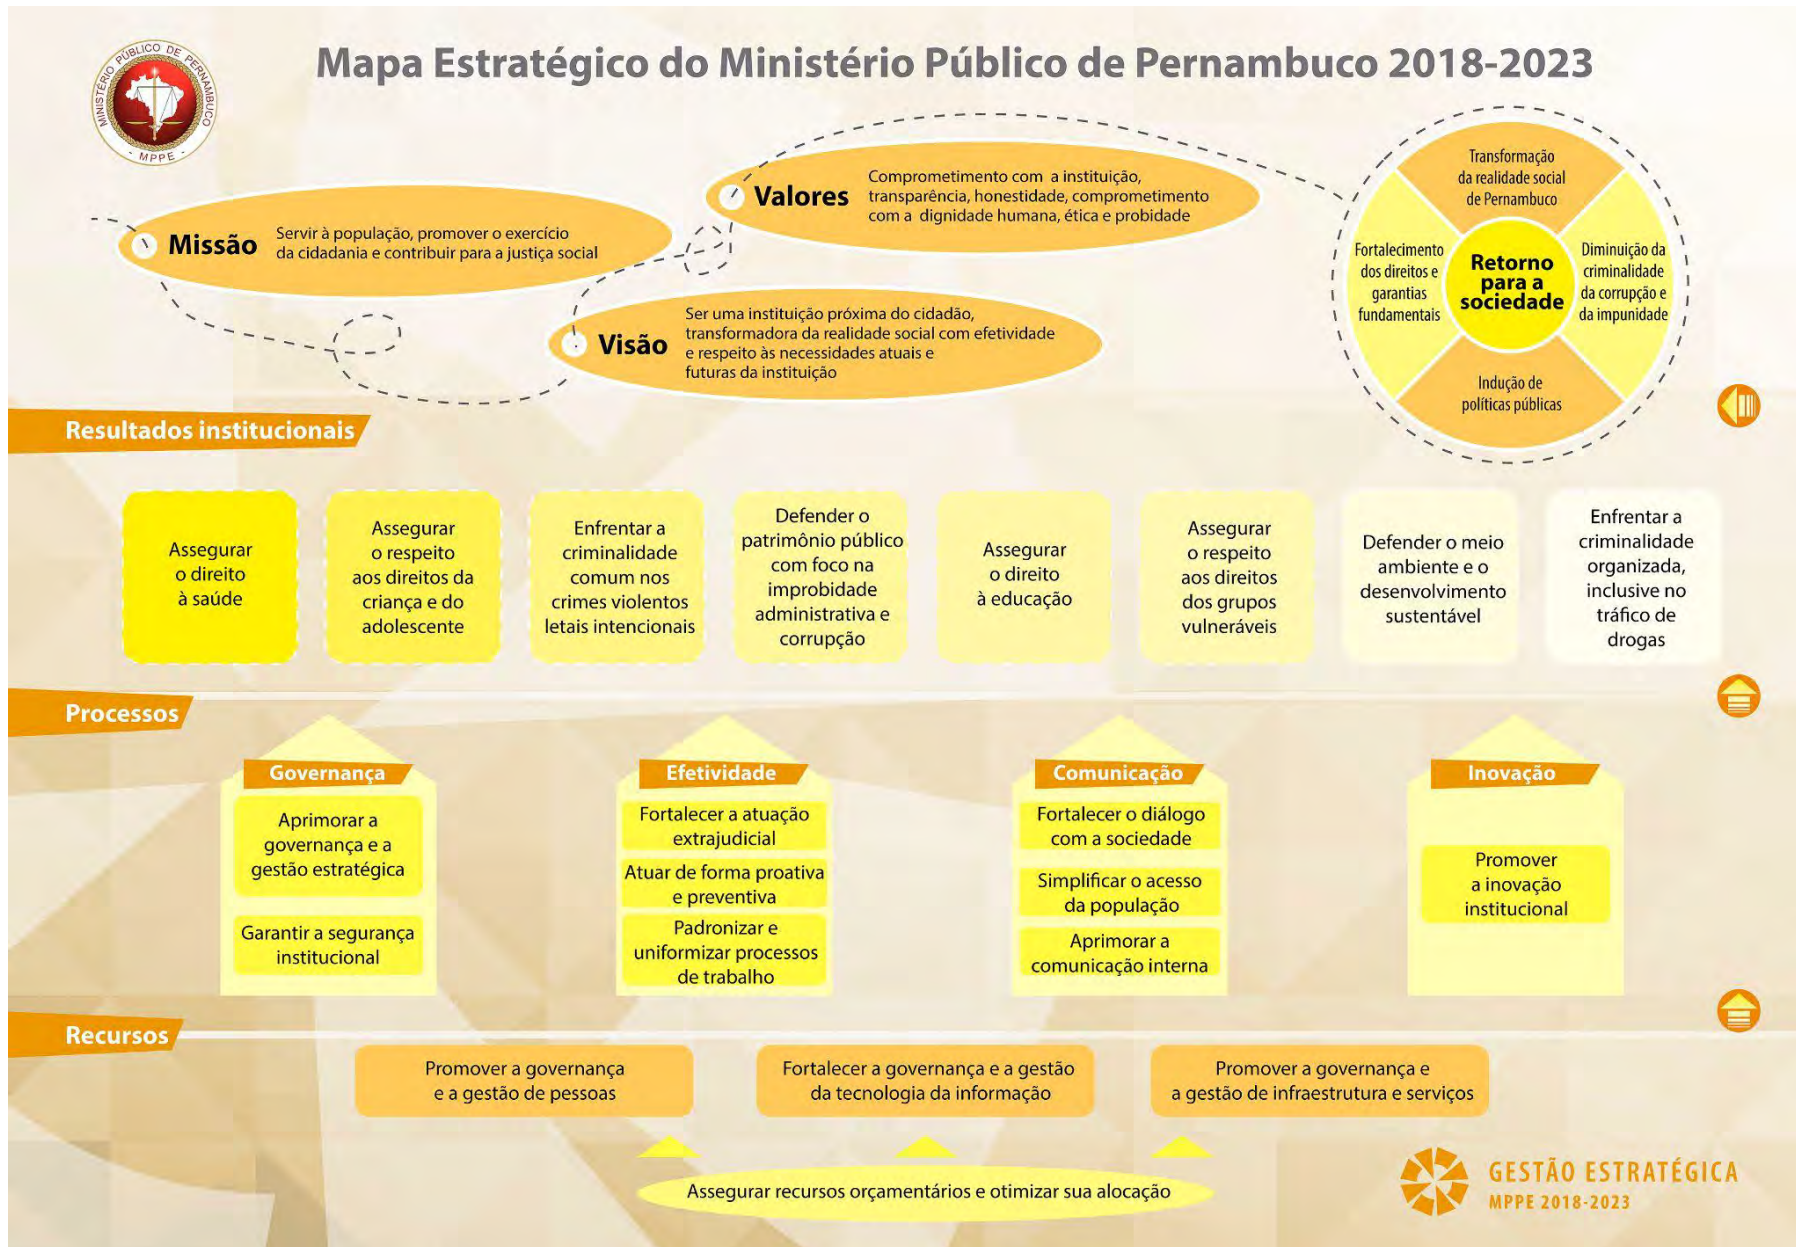 MINISTÉRIO PÚBLICO DE PERNAMBUCO
- MPPE -
Mapa Estratégico do Ministério Público de Pernambuco 2018-2023
Missão
Servir à população, promover o exercício
da cidadania e contribuir para a justiça social
Valores
Comprometimento com a instituição,
transparência, honestidade, comprometimento
com a dignidade humana, ética e probidade
Visão
Ser uma instituição próxima do cidadão,
transformadora da realidade social com efetividade
e respeito às necessidades atuais e
futuras da instituição
Transformação
da realidade social
de Pernambuco
Fortalecimento
dos direitos e
garantias
fundamentais
Retorno
para a
sociedade
Diminuição da
criminalidade
da corrupção e
da impunidade
Indução de
políticas públicas
Resultados institucionais
Assegurar
o direito
à saúde
Assegurar
o respeito
aos direitos da
criança e do
adolescente
Enfrentar a
criminalidade
comum nos
crimes violentos
letais intencionais
Defender o
patrimônio público
com foco na
improbidade
administrativa e
corrupção
Assegurar
o direito
à educação
Assegurar
o respeito
aos direitos
dos grupos
vulneráveis
Defender o meio
ambiente e o
desenvolvimento
sustentável
Enfrentar a
criminalidade
organizada,
inclusive no
tráfico de
drogas
Processos
Governança
Aprimorar a
governança e a
gestão estratégica
Garantir a segurança
institucional
Efetividade
Fortalecer a atuação
extrajudicial
Atuar de forma proativa
e preventiva
Padronizar e
uniformizar processos
de trabalho
Comunicação
Fortalecer o diálogo
com a sociedade
Simplificar o acesso
da população
Aprimorar a
comunicação interna
Inovação
Promover
a inovação
institucional
Recursos
Promover a governança
e a gestão de pessoas
Fortalecer a governança e a gestão
da tecnologia da informação
Promover a governança e
a gestão de infraestrutura e serviços
Assegurar recursos orçamentários e otimizar sua alocação
GESTÃO ESTRATÉGICA
MPPE 2018-2023